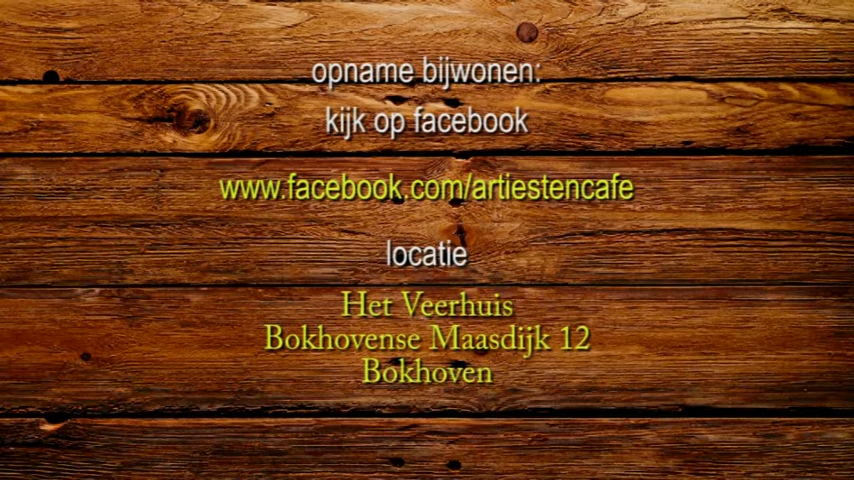 opname bijwonen:
kijk op facebook
www.facebook.com/artiestencafe
locatie
Het Veerhuis
Bokhovense Maasdijk 12
Bokhoven